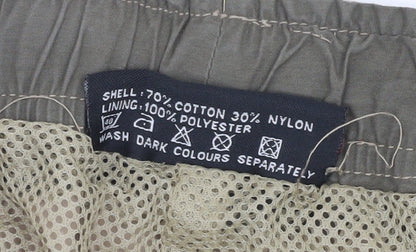 SHELL: 70% COTTON 30% NYLON
LINING: 100% POLYESTER
40
WASH DARK COLOURS SEPARATELY